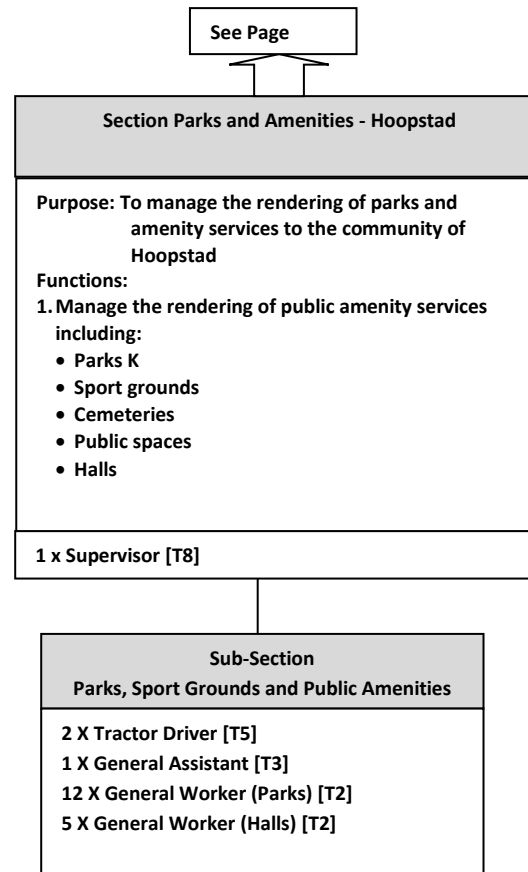 See Page
Section Parks and Amenities - Hoopstad
Purpose: To manage the rendering of parks and
amenity services to the community of
Hoopstad
Functions:
1. Manage the rendering of public amenity services
including:
• Parks K
• Sport grounds
• Cemeteries
• Public spaces
• Halls
1 x Supervisor [T8]
Sub-Section
Parks, Sport Grounds and Public Amenities
2 X Tractor Driver [T5]
1 X General Assistant [T3]
12 X General Worker (Parks) [T2]
5 X General Worker (Halls) [T2]